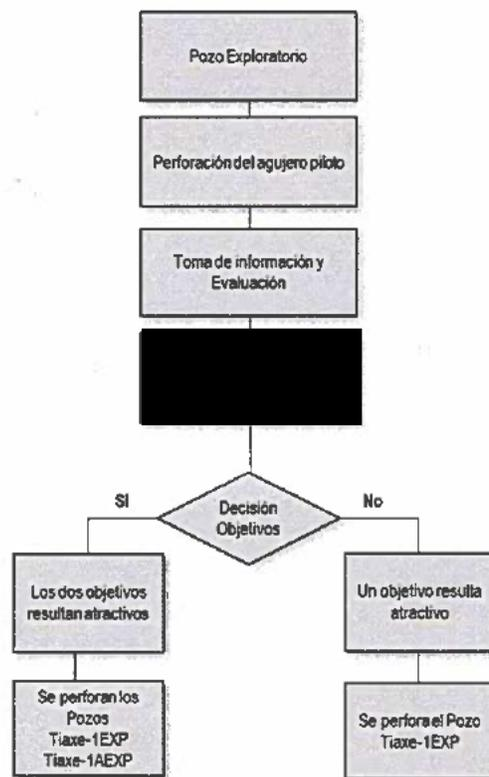 Pozo Exploratorio
Perforación del agujero piloto
Toma de información y
Evaluación
Decisión
Objetivos
SI
No
Los dos objetivos
resultan atractivos
Un objetivo resulta
atractivo
Se perforan los
Pozos
Tiaxe-1EXP
Tiaxe-1AEXP
Se perfora el Pozo
Tiaxe-1EXP